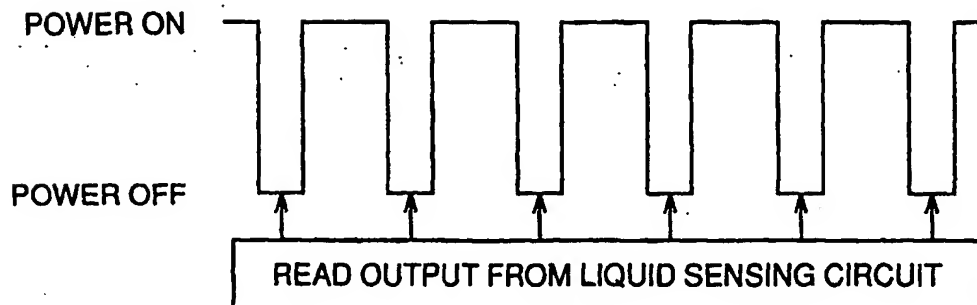 POWER ON
POWER OFF
READ OUTPUT FROM LIQUID SENSING CIRCUIT